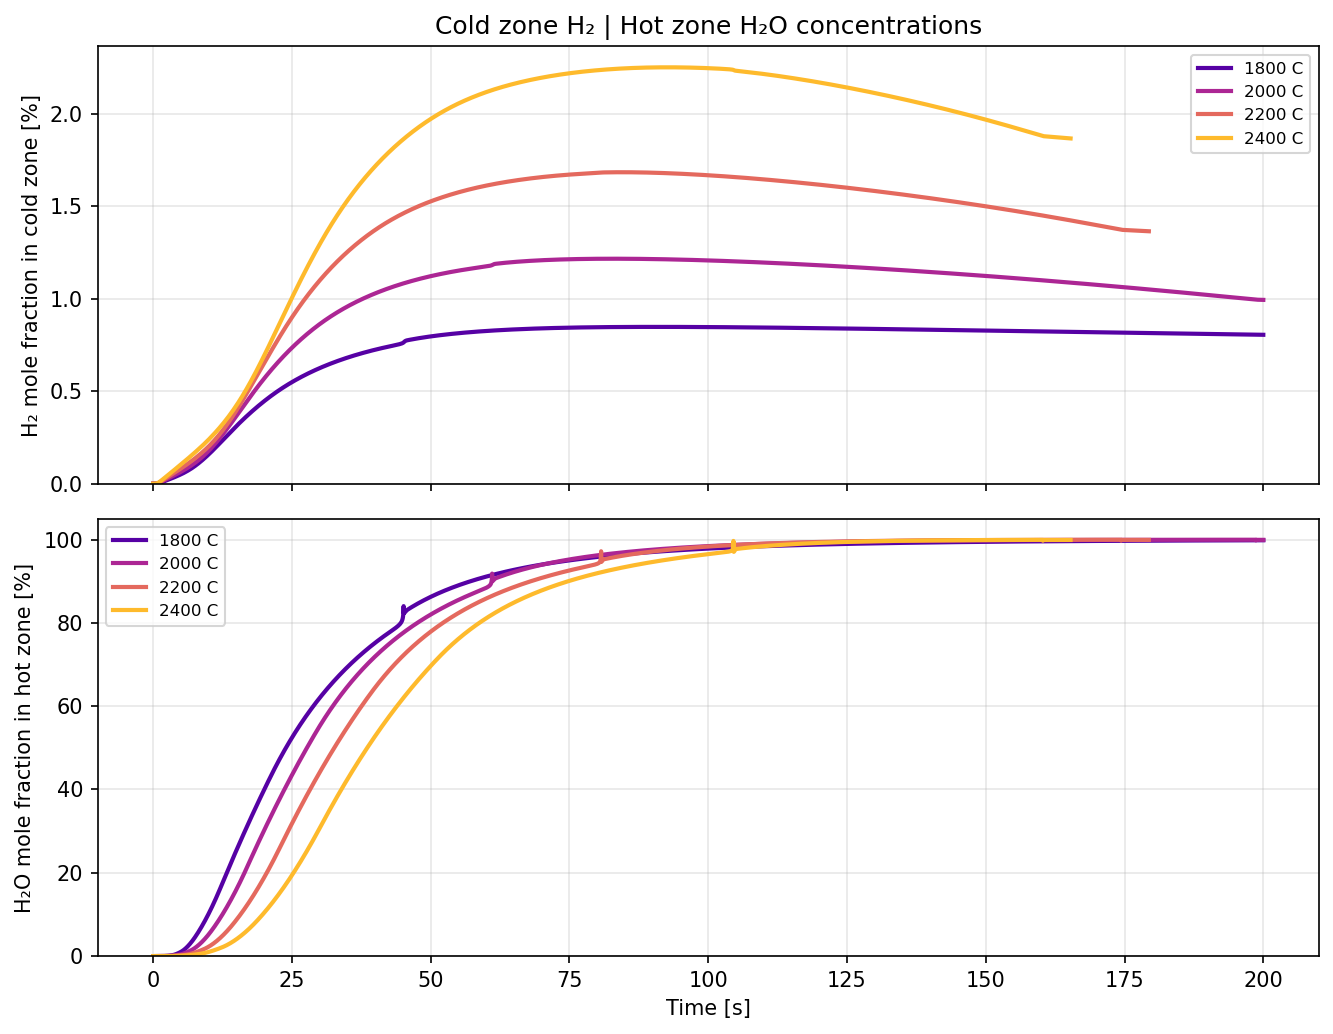 Cold zone H₂ | Hot zone H₂O concentrations
H₂ mole fraction in cold zone [%]
2.0
1.5
1.0
0.5
0.0
1800 C
2000 C
2200 C
2400 C
H₂O mole fraction in hot zone [%]
100
80
60
40
20
0
1800 C
2000 C
2200 C
2400 C
0 25 50 75 100 125 150 175 200
Time [s]